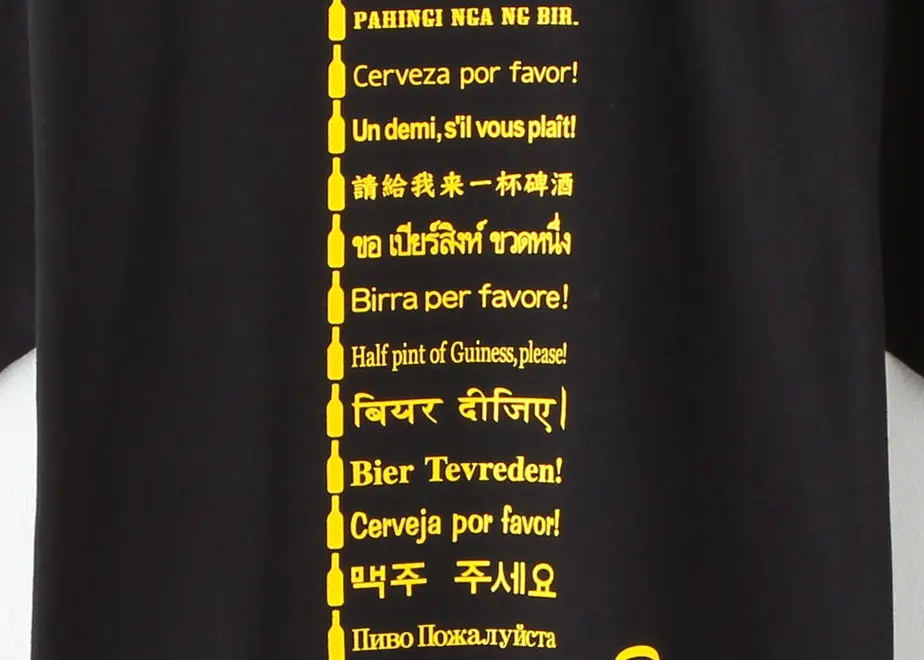 PAHINGI NGA NG BIR.
Cerveza por favor!
Un demi, s'il vous plaît!
請給我来一杯碑酒
ขอ เบียร์สิงห์ ขวดหนึ่ง
Birra per favore!
Half pint of Guiness, please!
बियर दीजिए|
Bier Tevreden!
Cerveja por favor!
맥주 주세요
Пиво Пожалуйста